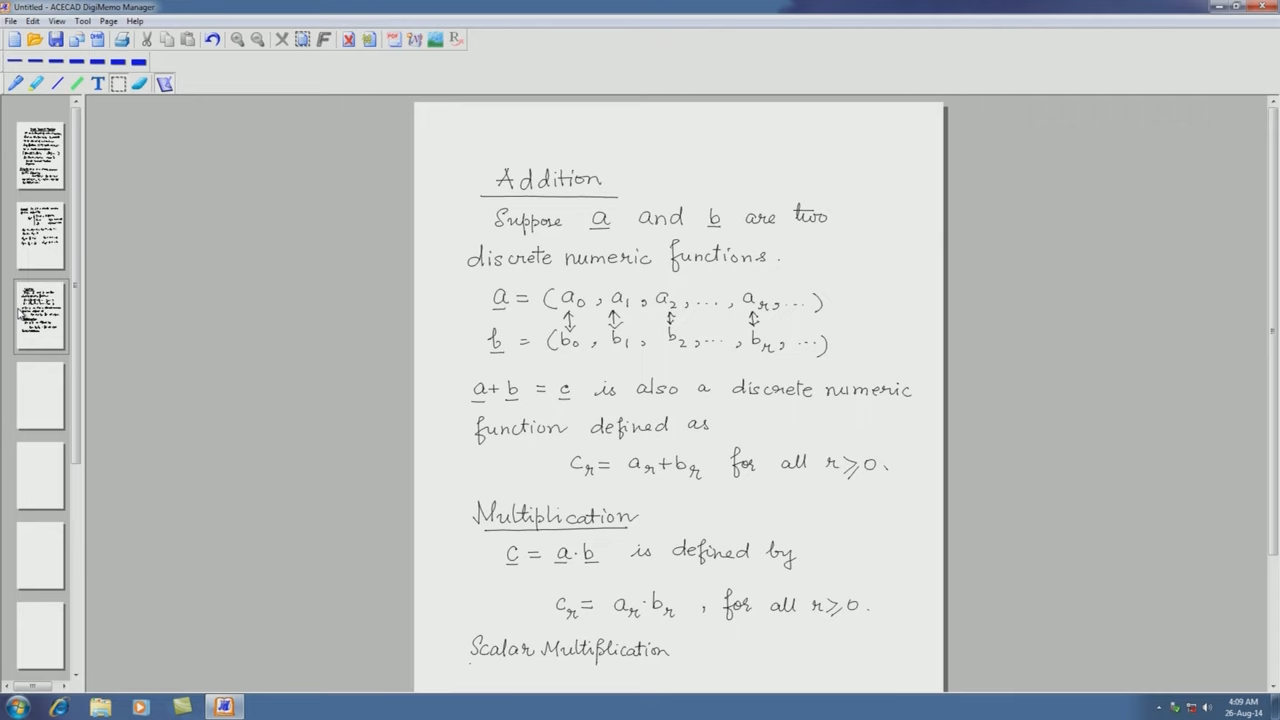 Untitled - ACECAD DigiMemo Manager
File Edit View Tool Page Help
Addition
Suppose a and b are two
discrete numeric functions.
a = (a0, a1, a2, ..., ar, ...)
b = (b0, b1, b2, ..., br, ...)
a + b = c is also a discrete numeric
function defined as
cr = ar + br for all r ≥ 0.
Multiplication
c = a · b is defined by
cr = ar · br , for all r ≥ 0.
Scalar Multiplication
4:09 AM
26-Aug-14